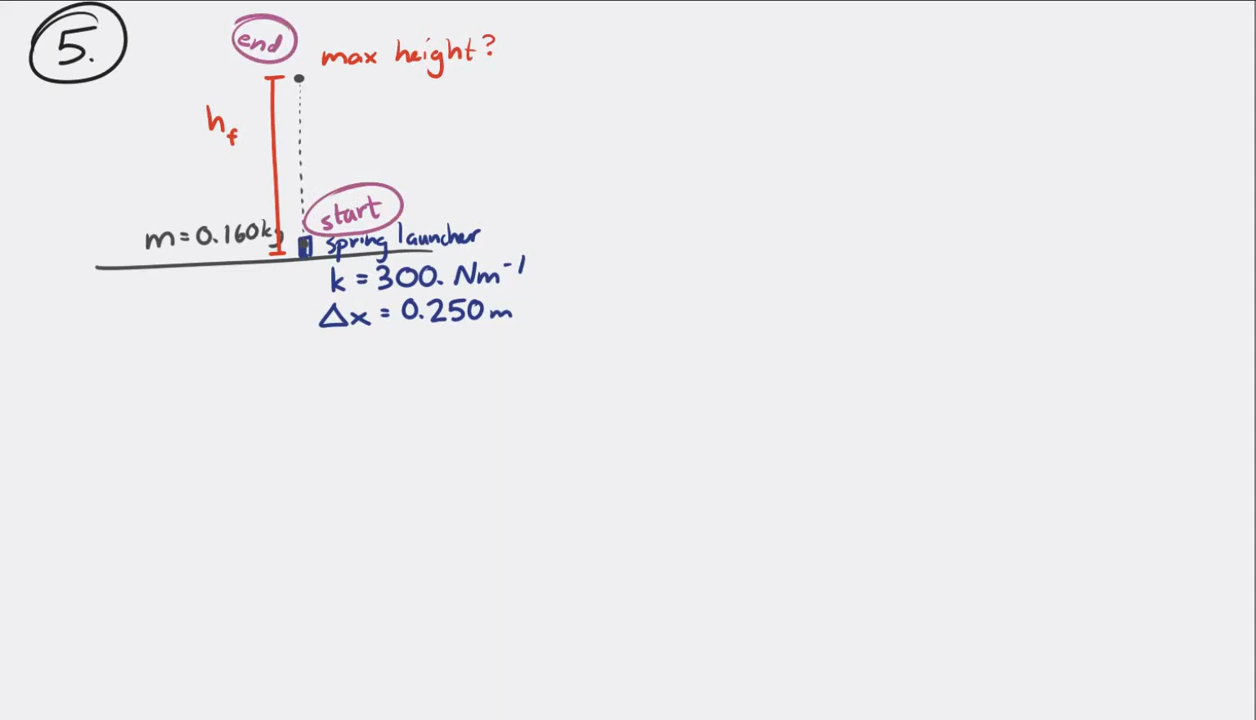 5.
end
max height?
h_f
start
m = 0.160kg
spring launcher
k = 300. Nm⁻¹
Δx = 0.250 m